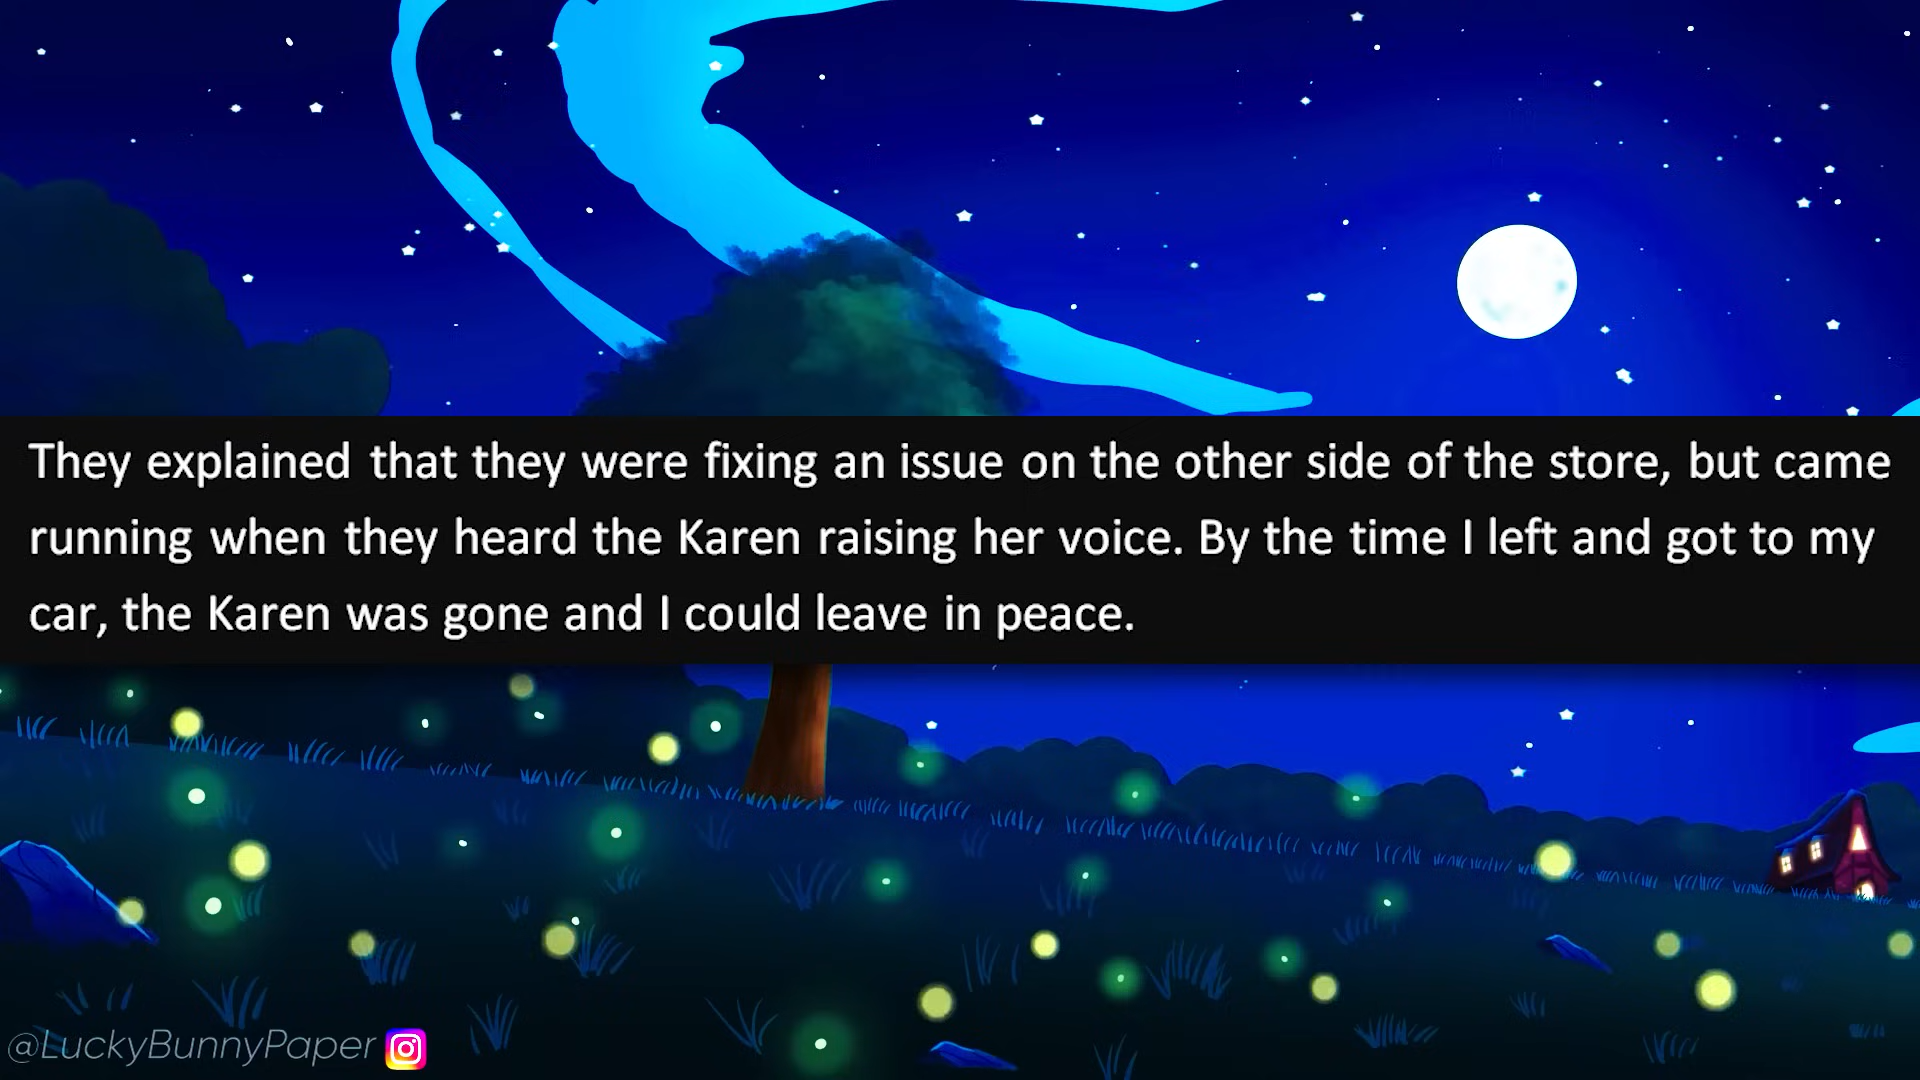 They explained that they were fixing an issue on the other side of the store, but came
running when they heard the Karen raising her voice. By the time I left and got to my
car, the Karen was gone and I could leave in peace.
@LuckyBunnyPaper